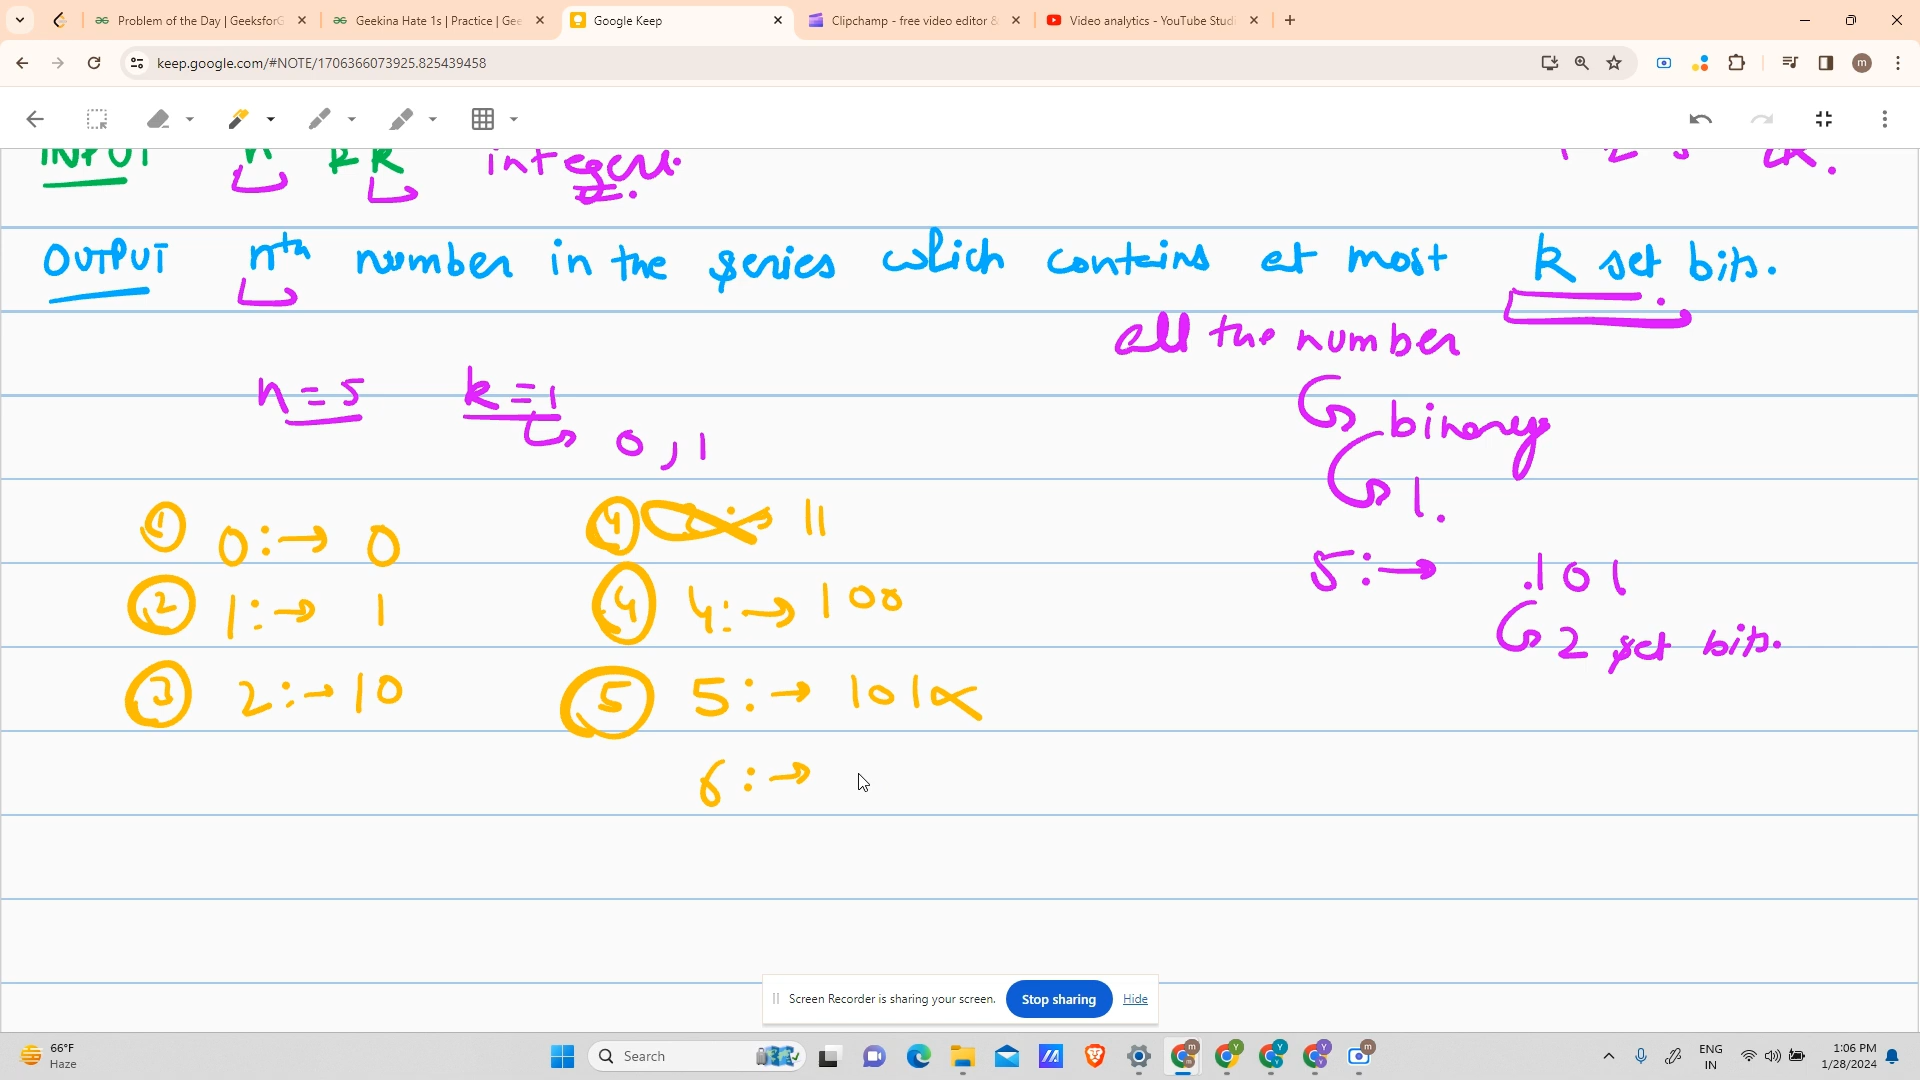 Problem of the Day | GeeksforG
Geekina Hate 1s | Practice | Gee
Google Keep
Clipchamp - free video editor &
Video analytics - YouTube Studi
keep.google.com/#NOTE/1706366073925.825439458
INPUT n & k integers.
OUTPUT nth number in the series which contains at most k set bits.
all the number
n = 5 k = 1
binary
0, 1
1.
① 0 : → 0
④ 11
5 : → .101
② 1 : → 1
④ 4 : → 100
2 set bits.
③ 2 : → 10
⑤ 5 : → 101 x
6 : →
Screen Recorder is sharing your screen. Stop sharing Hide
66°F
Haze
Search
ENG
IN
1:06 PM
1/28/2024